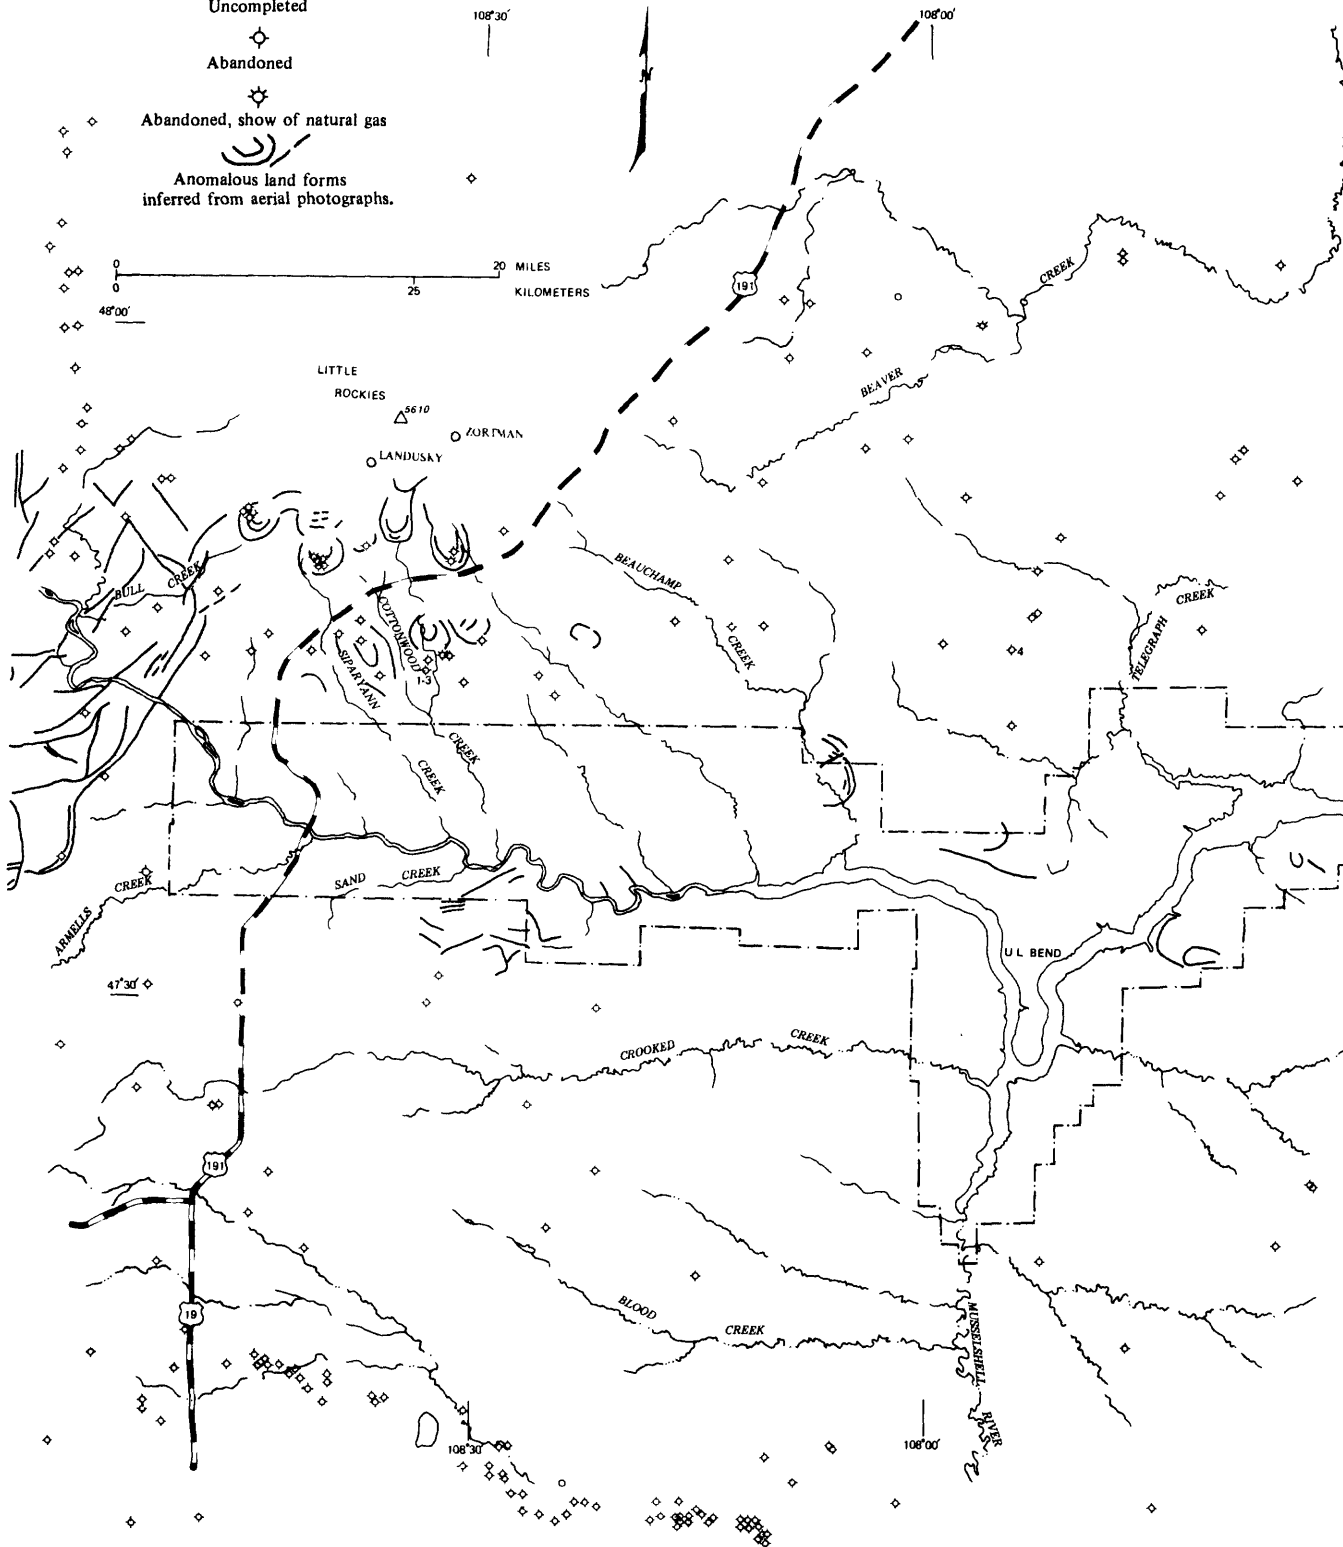 Uncompleted
108°30′
108°00′
Abandoned
N
Abandoned, show of natural gas
Anomalous land forms
inferred from aerial photographs.
0 20 MILES
0 25 KILOMETERS
48°00′
191
CREEK
LITTLE
ROCKIES
5610
ZORTMAN
LANDUSKY
BEAVER
BULL CREEK
BEAUCHAMP
CREEK
COTTONWOOD
SIPARYANN
1-3
4
CREEK
TELEGRAPH
CREEK
CREEK
SAND CREEK
ARMELLS CREEK
U L BEND
47°30′
CROOKED CREEK
191
19
BLOOD
CREEK
MUSSELSHELL
RIVER
108°30′
108°00′